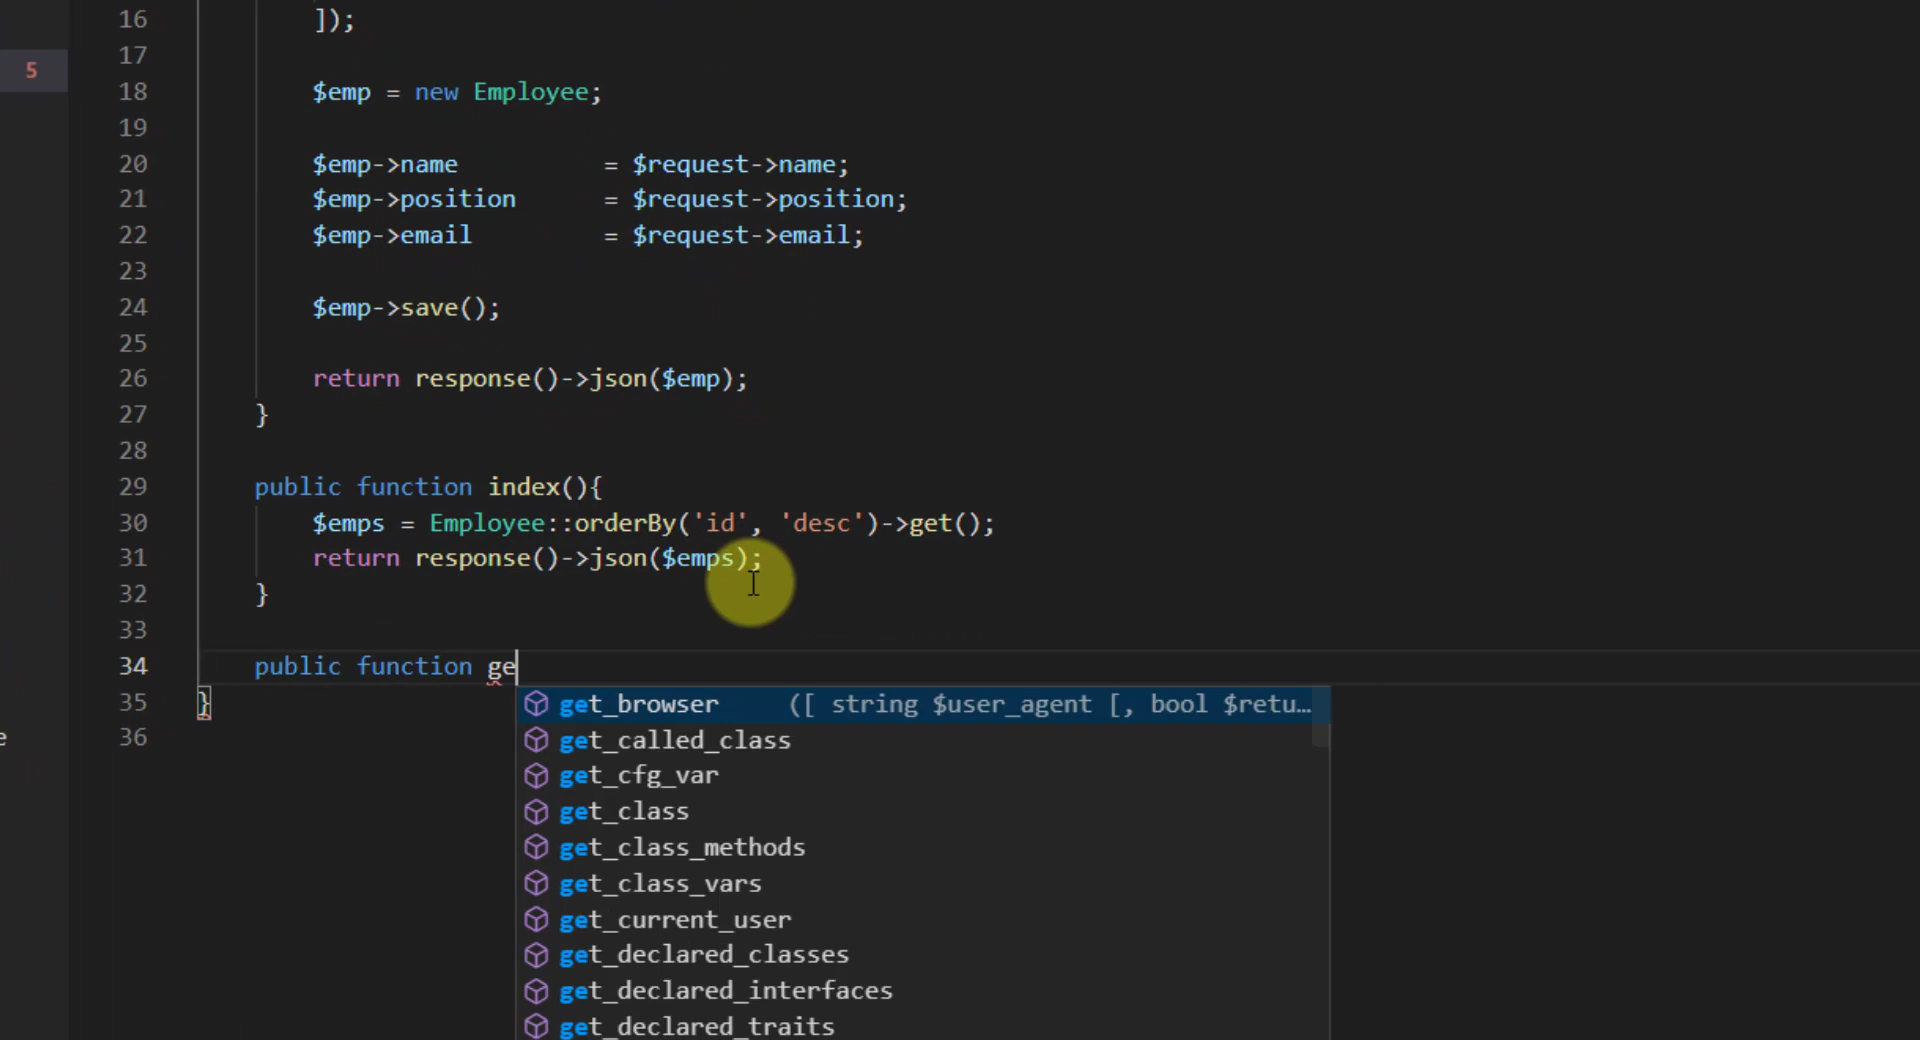 16 ]);
5
17
18 $emp = new Employee;
19
20 $emp->name = $request->name;
21 $emp->position = $request->position;
22 $emp->email = $request->email;
23
24 $emp->save();
25
26 return response()->json($emp);
27 }
28
29 public function index(){
30 $emps = Employee::orderBy('id', 'desc')->get();
31 return response()->json($emps);
32 }
33
34 public function ge
35 }
36
e
get_browser ([ string $user_agent [, bool $retu…
get_called_class
get_cfg_var
get_class
get_class_methods
get_class_vars
get_current_user
get_declared_classes
get_declared_interfaces
get_declared_traits